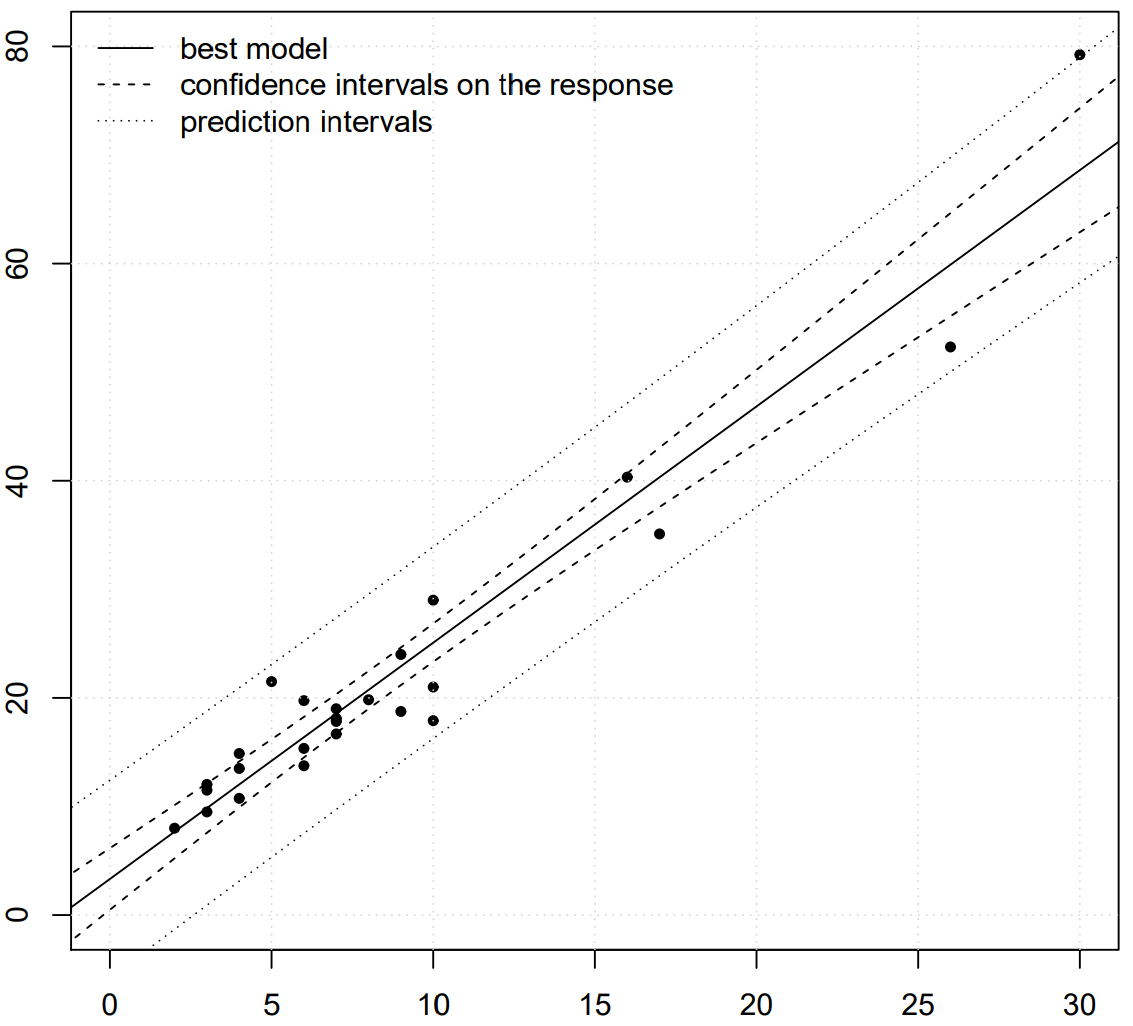 best model
confidence intervals on the response
prediction intervals
80
60
40
20
0
0 5 10 15 20 25 30